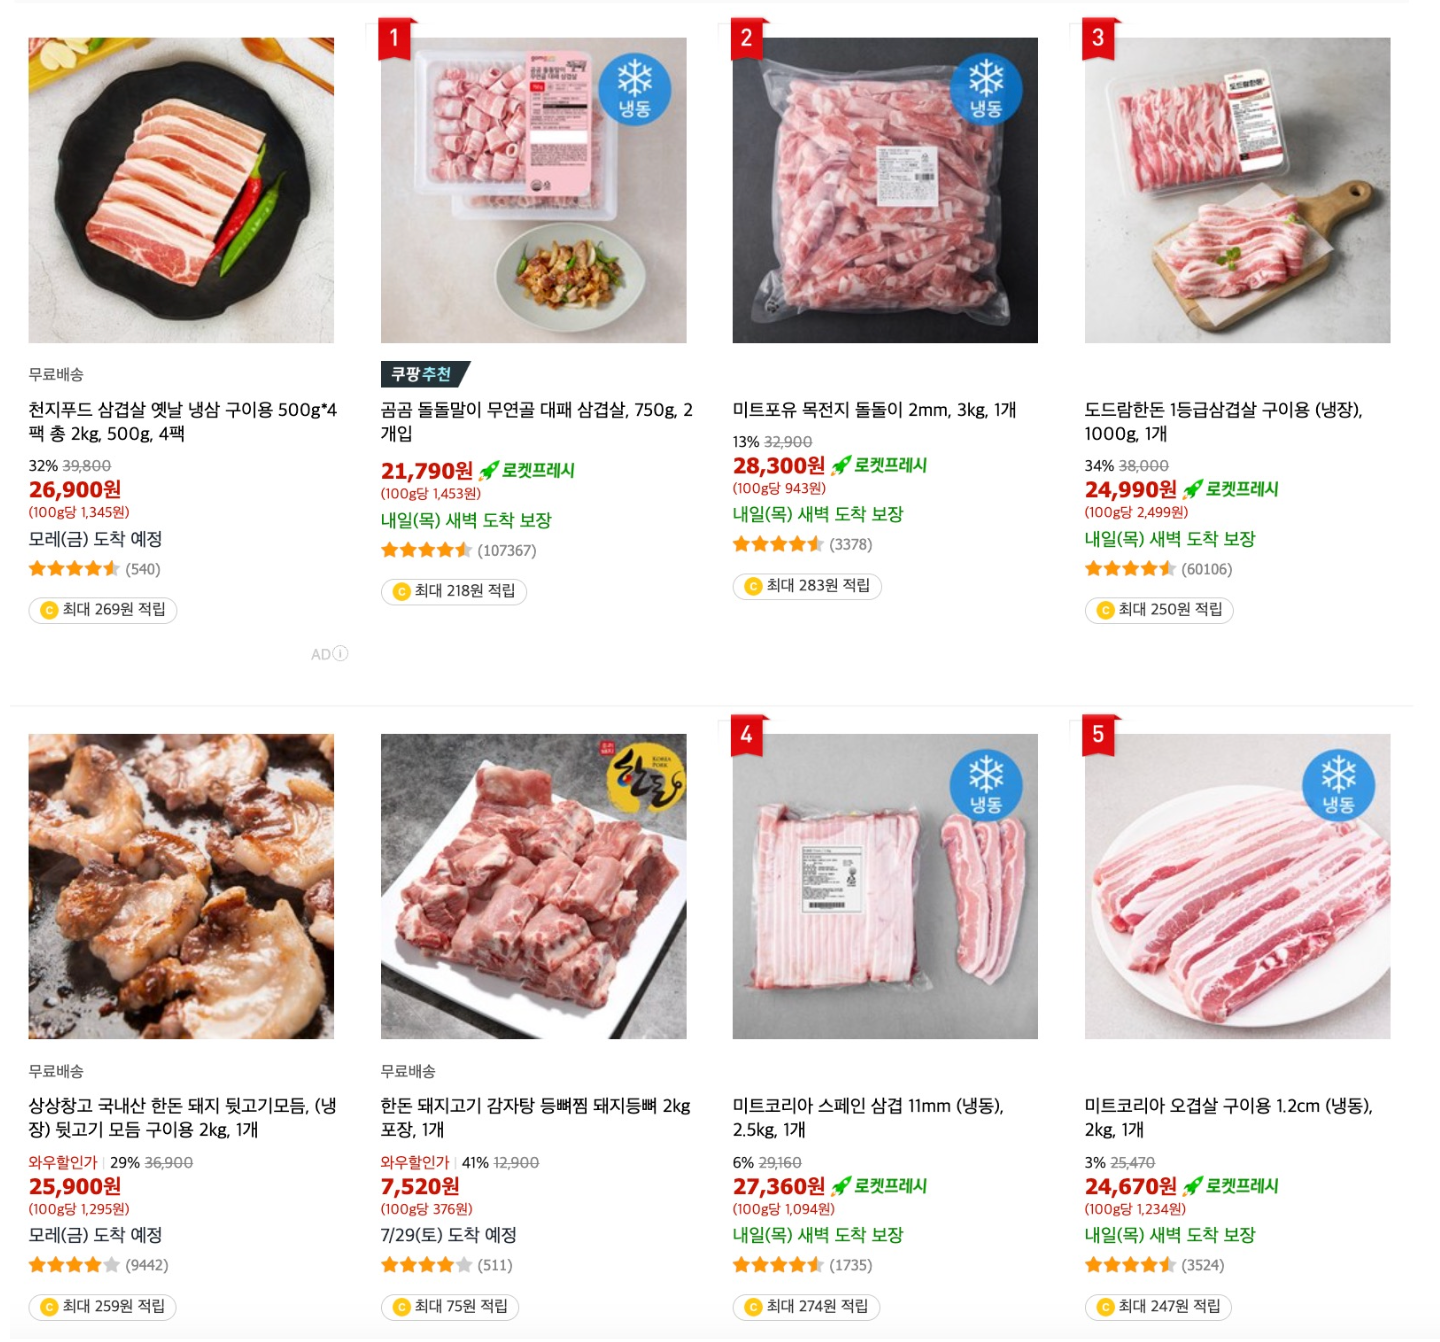 1
냉동
2
냉동
3
도드람한돈
무료배송
천지푸드 삼겹살 옛날 냉삼 구이용 500g*4
팩 총 2kg, 500g, 4팩
32% 39,800
26,900원
(100g당 1,345원)
모레(금) 도착 예정
(540)
C 최대 269원 적립
AD
쿠팡추천
곰곰 돌돌말이 무연골 대패 삼겹살, 750g, 2
개입
21,790원 로켓프레시
(100g당 1,453원)
내일(목) 새벽 도착 보장
(107367)
C 최대 218원 적립
미트포유 목전지 돌돌이 2mm, 3kg, 1개
13% 32,900
28,300원 로켓프레시
(100g당 943원)
내일(목) 새벽 도착 보장
(3378)
C 최대 283원 적립
도드람한돈 1등급삼겹살 구이용 (냉장),
1000g, 1개
34% 38,000
24,990원 로켓프레시
(100g당 2,499원)
내일(목) 새벽 도착 보장
(60106)
C 최대 250원 적립
한돈
KOREA
PORK
4
냉동
5
냉동
무료배송
상상창고 국내산 한돈 돼지 뒷고기모듬, (냉
장) 뒷고기 모듬 구이용 2kg, 1개
와우할인가 29% 36,900
25,900원
(100g당 1,295원)
모레(금) 도착 예정
(9442)
C 최대 259원 적립
무료배송
한돈 돼지고기 감자탕 등뼈찜 돼지등뼈 2kg
포장, 1개
와우할인가 41% 12,900
7,520원
(100g당 376원)
7/29(토) 도착 예정
(511)
C 최대 75원 적립
미트코리아 스페인 삼겹 11mm (냉동),
2.5kg, 1개
6% 29,160
27,360원 로켓프레시
(100g당 1,094원)
내일(목) 새벽 도착 보장
(1735)
C 최대 274원 적립
미트코리아 오겹살 구이용 1.2cm (냉동),
2kg, 1개
3% 25,470
24,670원 로켓프레시
(100g당 1,234원)
내일(목) 새벽 도착 보장
(3524)
C 최대 247원 적립